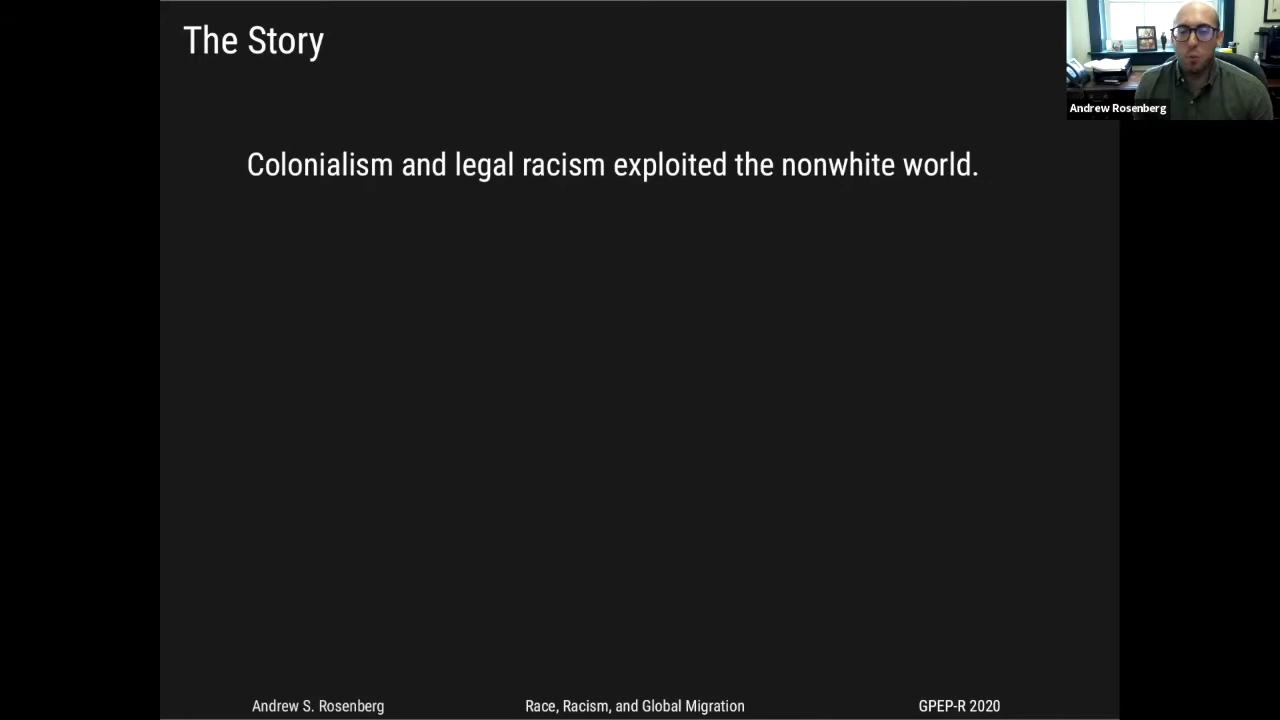 The Story
Andrew Rosenberg
Colonialism and legal racism exploited the nonwhite world.
Andrew S. Rosenberg
Race, Racism, and Global Migration
GPEP-R 2020